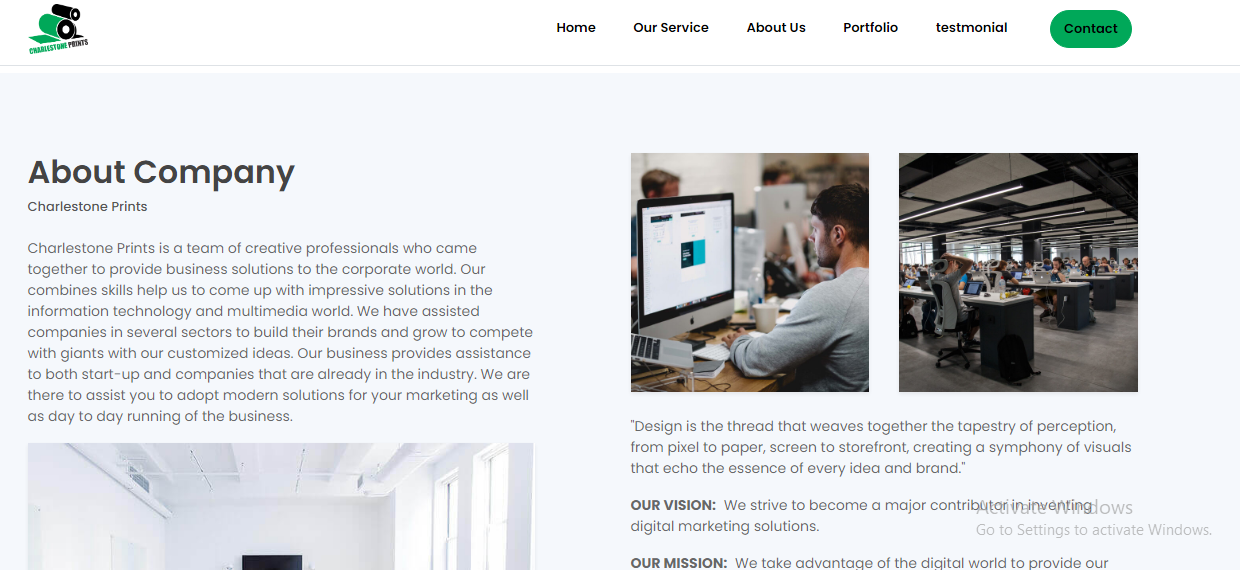 CHARLESTONE PRINTS
Home
Our Service
About Us
Portfolio
testmonial
Contact
About Company
Charlestone Prints
Charlestone Prints is a team of creative professionals who came
together to provide business solutions to the corporate world. Our
combines skills help us to come up with impressive solutions in the
information technology and multimedia world. We have assisted
companies in several sectors to build their brands and grow to compete
with giants with our customized ideas. Our business provides assistance
to both start-up and companies that are already in the industry. We are
there to assist you to adopt modern solutions for your marketing as well
as day to day running of the business.
"Design is the thread that weaves together the tapestry of perception,
from pixel to paper, screen to storefront, creating a symphony of visuals
that echo the essence of every idea and brand."
OUR VISION: We strive to become a major contributor in inventing
digital marketing solutions.
OUR MISSION: We take advantage of the digital world to provide our
Activate Windows
Go to Settings to activate Windows.